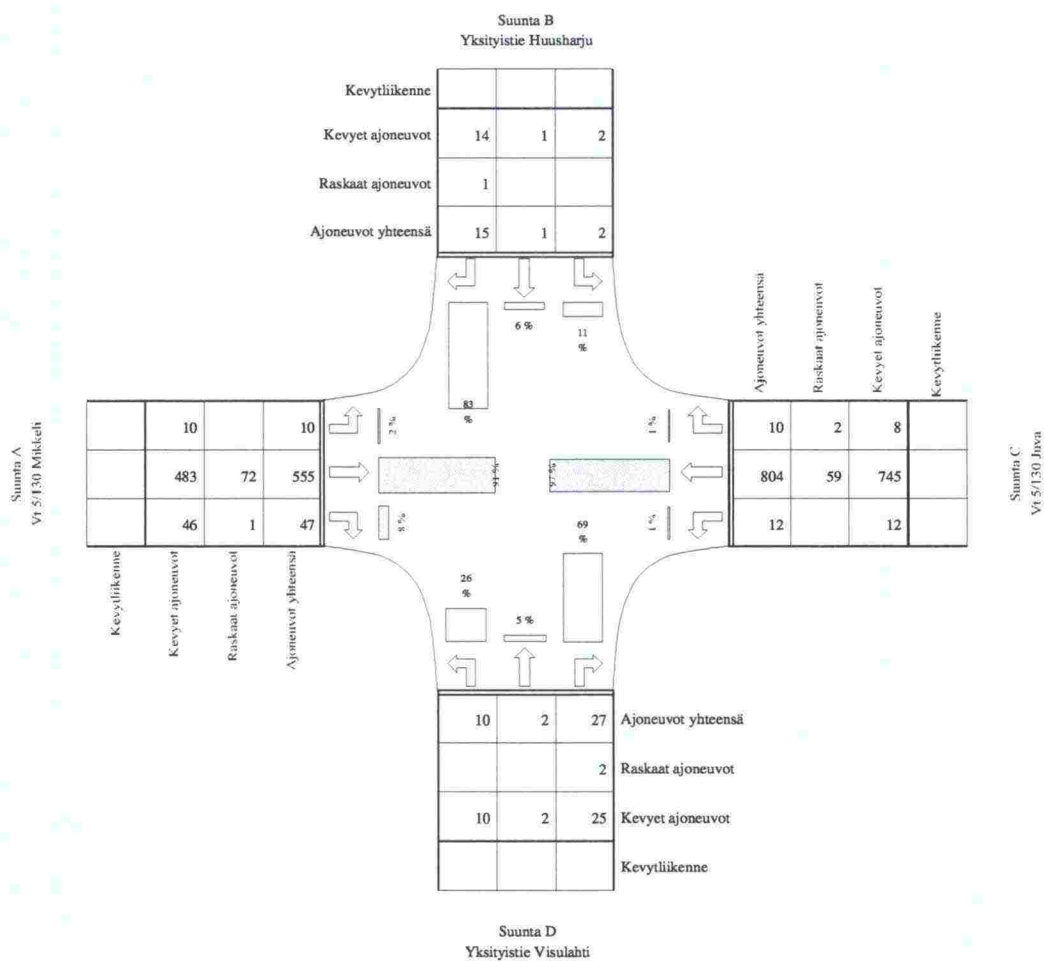 Suunta B
Yksityistie Huusharju
Kevytliikenne
Kevyet ajoneuvot 14 1 2
Raskaat ajoneuvot 1
Ajoneuvot yhteensä 15 1 2
6 %
11
%
83
%
Suunta A
Vt 5/130 Mikkeli
10 10
483 72 555
46 1 47
Kevytliikenne
Kevyet ajoneuvot
Raskaat ajoneuvot
Ajoneuvot yhteensä
2 %
91 %
8 %
Ajoneuvot yhteensä
Raskaat ajoneuvot
Kevyet ajoneuvot
Kevytliikenne
1 %
97 %
1 %
10 2 8
804 59 745
12 12
Suunta C
Vt 5/130 Juva
26
%
5 %
69
%
10 2 27 Ajoneuvot yhteensä
2 Raskaat ajoneuvot
10 2 25 Kevyet ajoneuvot
Kevytliikenne
Suunta D
Yksityistie Visulahti